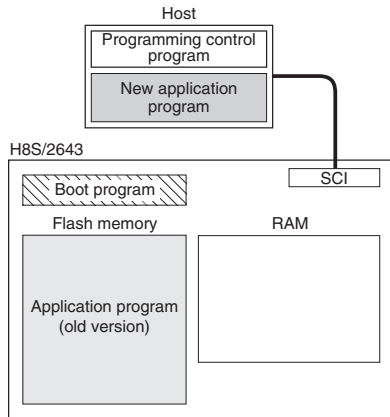 Host
Programming control
program
New application
program
H8S/2643
SCI
Boot program
Flash memory
RAM
Application program
(old version)